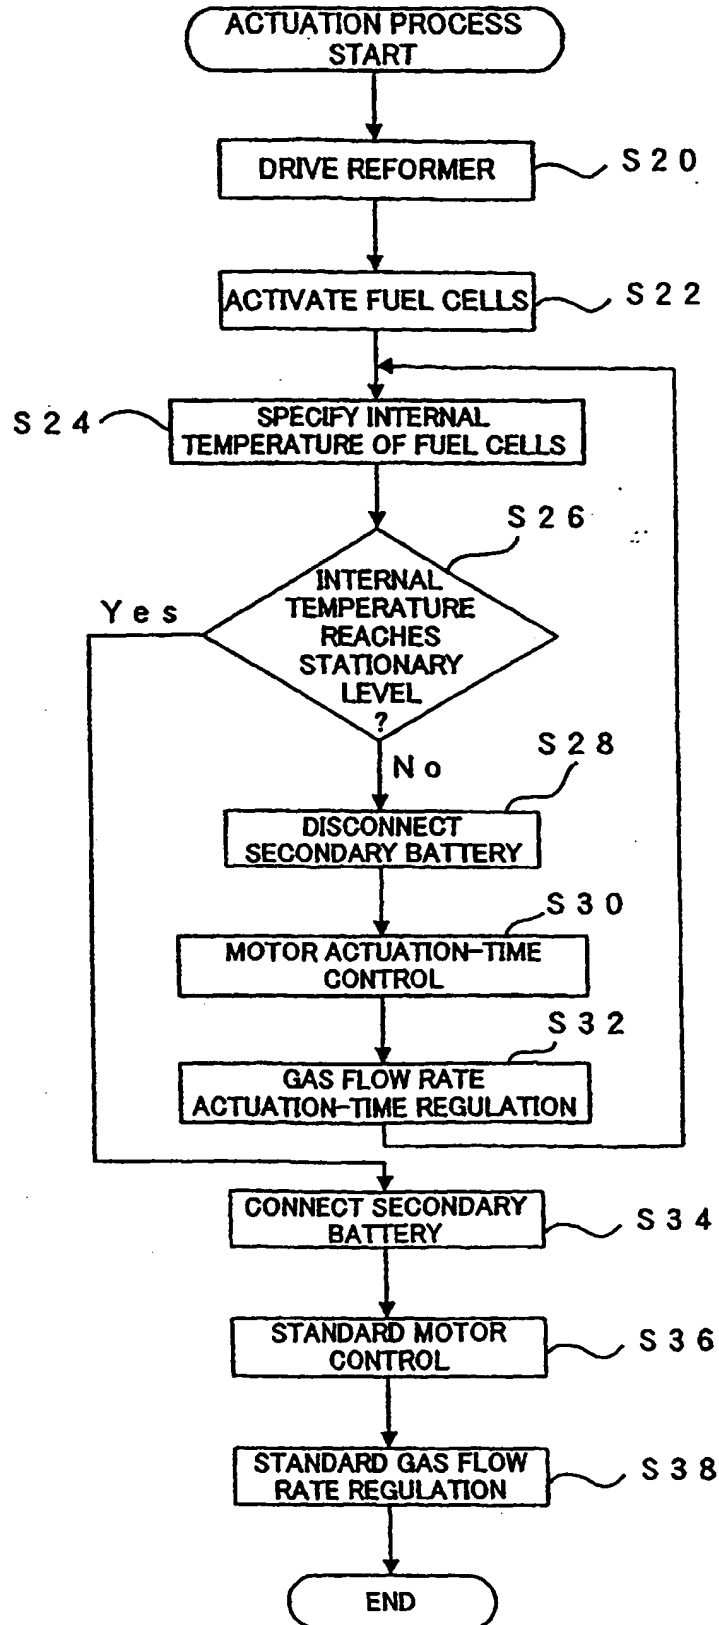 ACTUATION PROCESS
START
DRIVE REFORMER
S20
ACTIVATE FUEL CELLS
S22
S24
SPECIFY INTERNAL
TEMPERATURE OF FUEL CELLS
S26
INTERNAL
TEMPERATURE
REACHES
STATIONARY
LEVEL
?
Yes
No
S28
DISCONNECT
SECONDARY BATTERY
S30
MOTOR ACTUATION-TIME
CONTROL
S32
GAS FLOW RATE
ACTUATION-TIME REGULATION
CONNECT SECONDARY
BATTERY
S34
STANDARD MOTOR
CONTROL
S36
STANDARD GAS FLOW
RATE REGULATION
S38
END